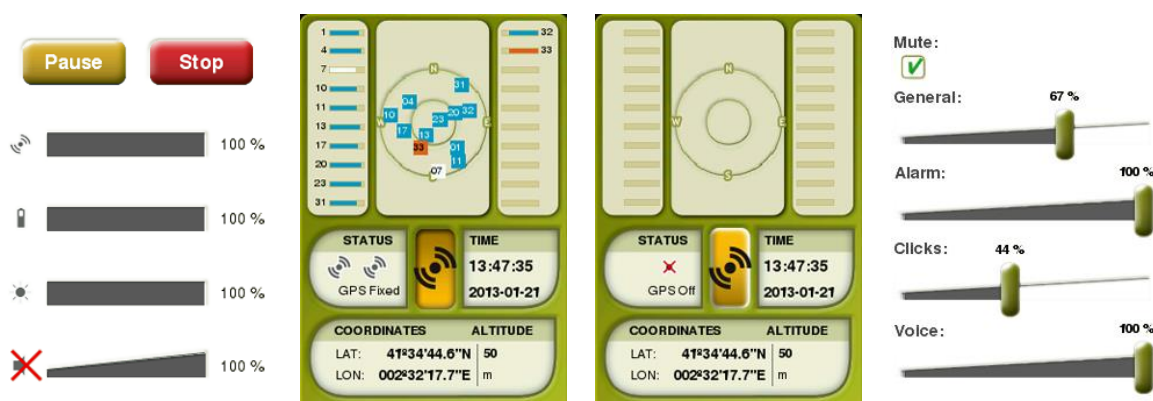 Pause Stop
100 %
100 %
100 %
100 %
1 32
4 33
7
10
11
13
17
20
23
31
N
31
04
10 20 32
W 23 E
17 13
33 01
11
07
STATUS TIME
13:47:35
GPS Fixed 2013-01-21
COORDINATES ALTITUDE
LAT: 41º34'44.6"N 50
LON: 002º32'17.7"E m
N
W E
S
STATUS TIME
13:47:35
GPS Off 2013-01-21
COORDINATES ALTITUDE
LAT: 41º34'44.6"N 50
LON: 002º32'17.7"E m
Mute:
General: 67 %
Alarm: 100 %
Clicks: 44 %
Voice: 100 %